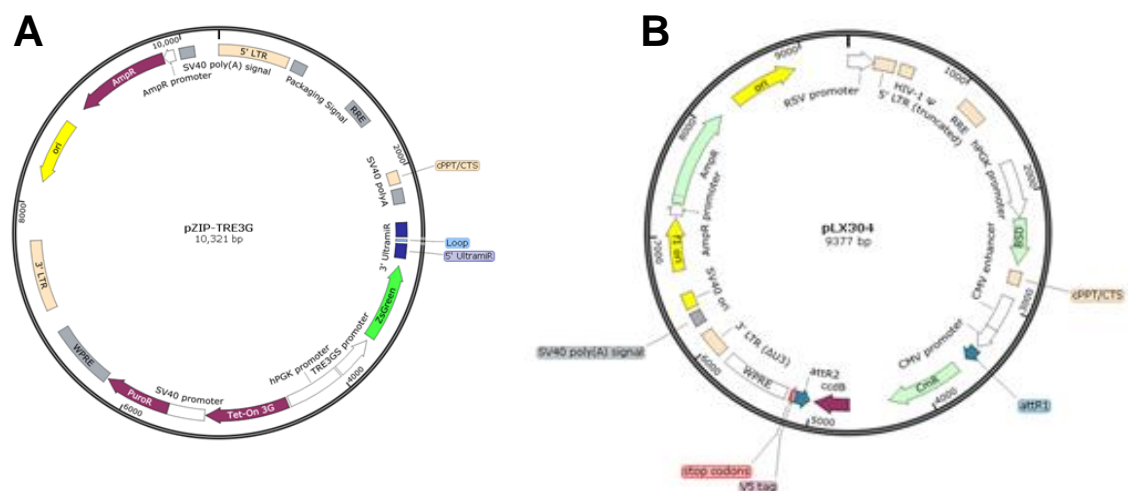 A
10,000
SV40 poly(A) signal
AmpR promoter
AmpR
5' LTR
Packaging Signal
RRE
2000
cPPT/CTS
SV40 polyA
Loop
3' UltramiR
5' UltramiR
ZsGreen
TRE3GS promoter
hPGK promoter
4000
Tet-On 3G
SV40 promoter
PuroR
6000
WPRE
3' LTR
8000
ori
pZIP-TRE3G
10,321 bp
B
9000
ori
RSV promoter
5' LTR (truncated)
HIV-1 Ψ
1000
RRE
hPGK promoter
2000
BSD
cPPT/CTS
3000
CMV enhancer
CMV promoter
attR1
CmR
4000
ccdB
attR2
5000
V5 tag
stop codons
WPRE
3' LTR (ΔU3)
6000
SV40 poly(A) signal
SV40 ori
f1 ori
7000
AmpR promoter
AmpR
8000
pLX304
9377 bp